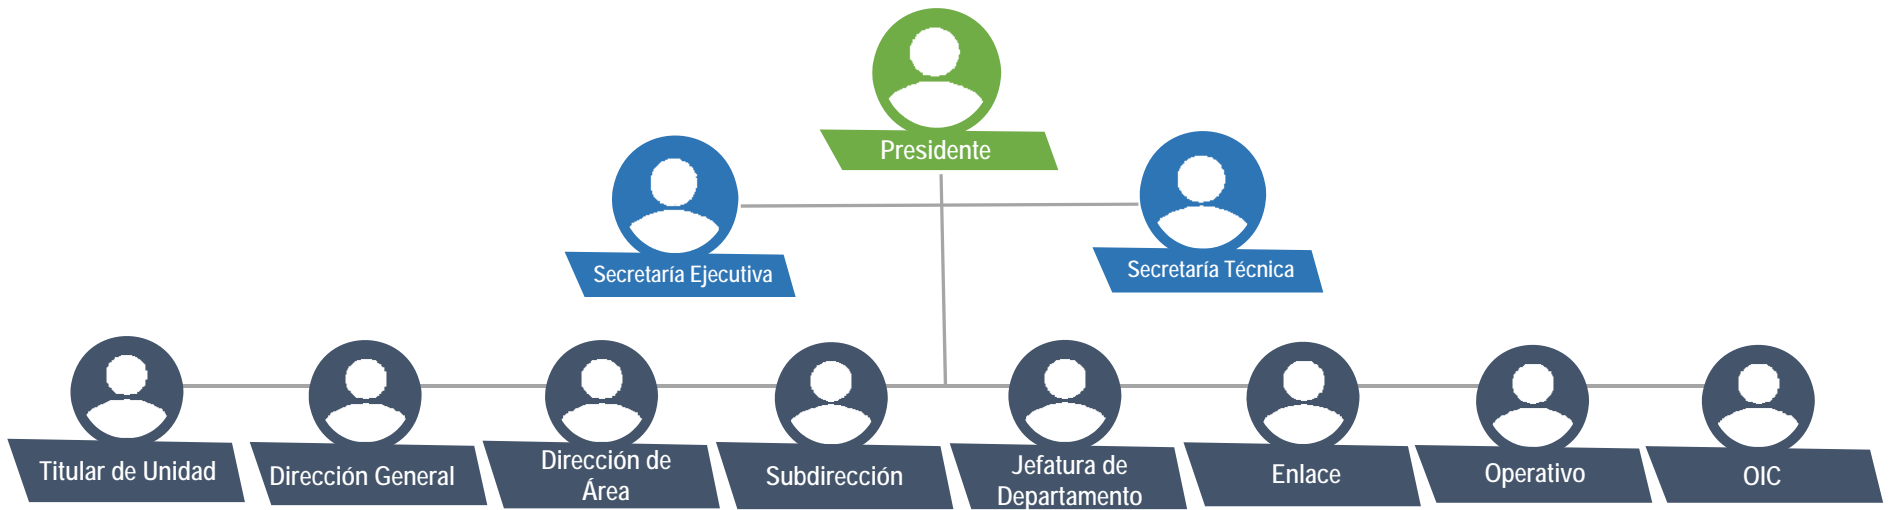 Presidente
Secretaría Ejecutiva
Secretaría Técnica
Titular de Unidad
Dirección General
Dirección de
Área
Subdirección
Jefatura de
Departamento
Enlace
Operativo
OIC